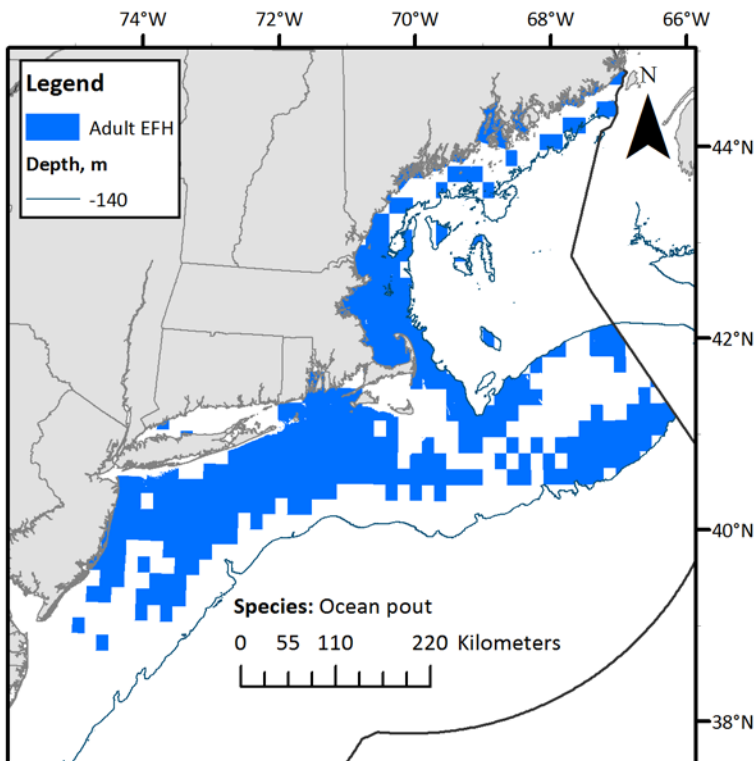 74°W 72°W 70°W 68°W 66°W
Legend
N
Adult EFH
Depth, m
-140
44°N
42°N
40°N
Species: Ocean pout
0 55 110 220 Kilometers
38°N